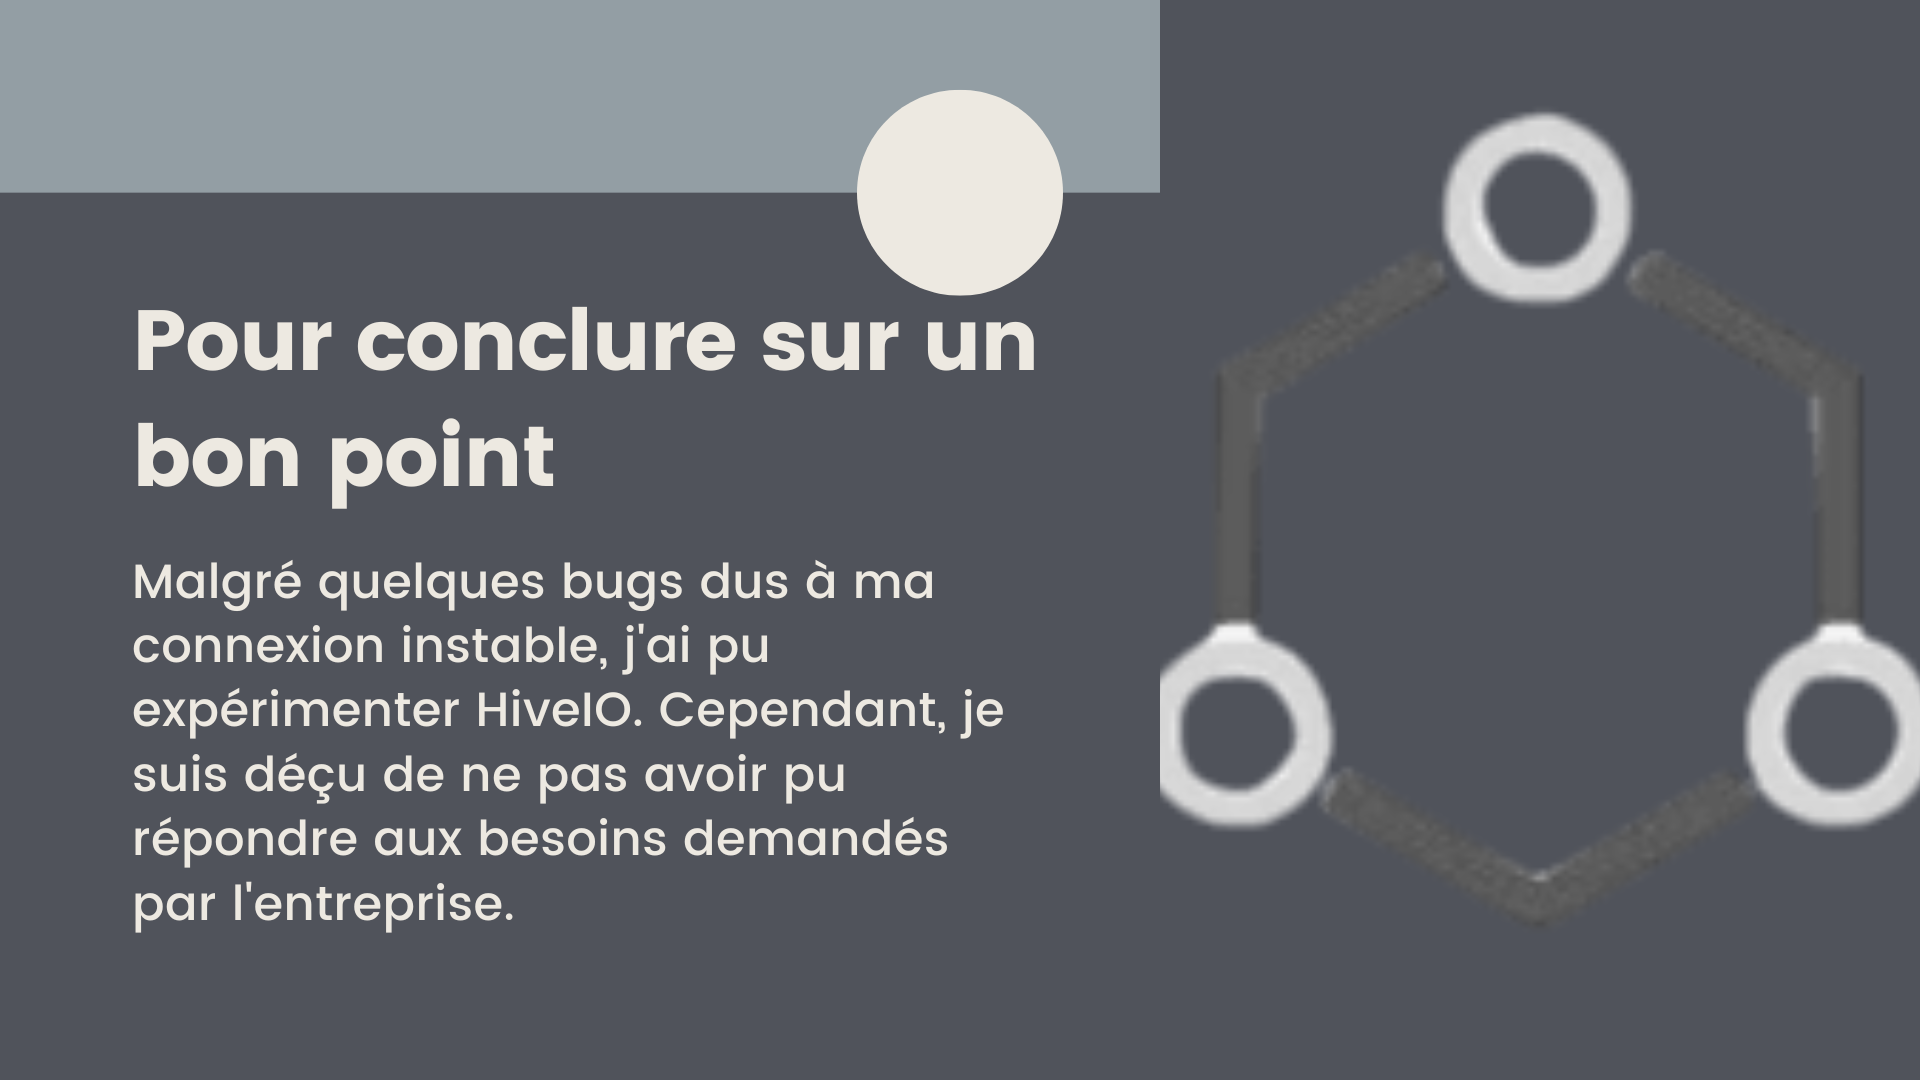 Pour conclure sur un
bon point
Malgré quelques bugs dus à ma
connexion instable, j'ai pu
expérimenter HiveIO. Cependant, je
suis déçu de ne pas avoir pu
répondre aux besoins demandés
par l'entreprise.